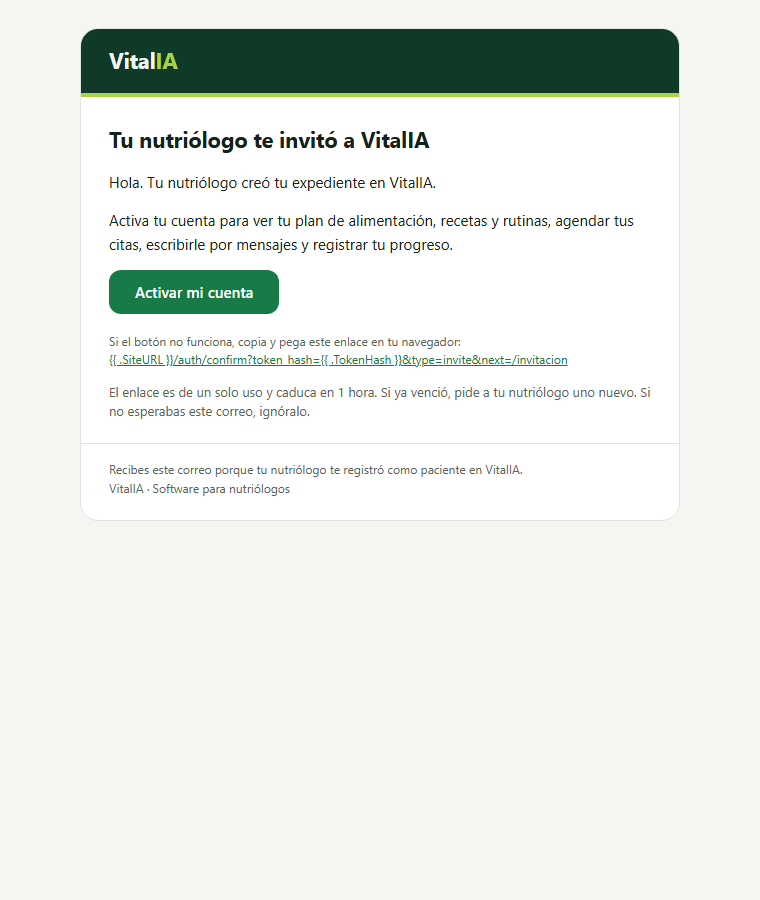 VitalIA
Tu nutriólogo te invitó a VitalIA
Hola. Tu nutriólogo creó tu expediente en VitalIA.
Activa tu cuenta para ver tu plan de alimentación, recetas y rutinas, agendar tus
citas, escribirle por mensajes y registrar tu progreso.
Activar mi cuenta
Si el botón no funciona, copia y pega este enlace en tu navegador:
{{ .SiteURL }}/auth/confirm?token_hash={{ .TokenHash }}&type=invite&next=/invitacion
El enlace es de un solo uso y caduca en 1 hora. Si ya venció, pide a tu nutriólogo uno nuevo. Si
no esperabas este correo, ignóralo.
Recibes este correo porque tu nutriólogo te registró como paciente en VitalIA.
VitalIA · Software para nutriólogos